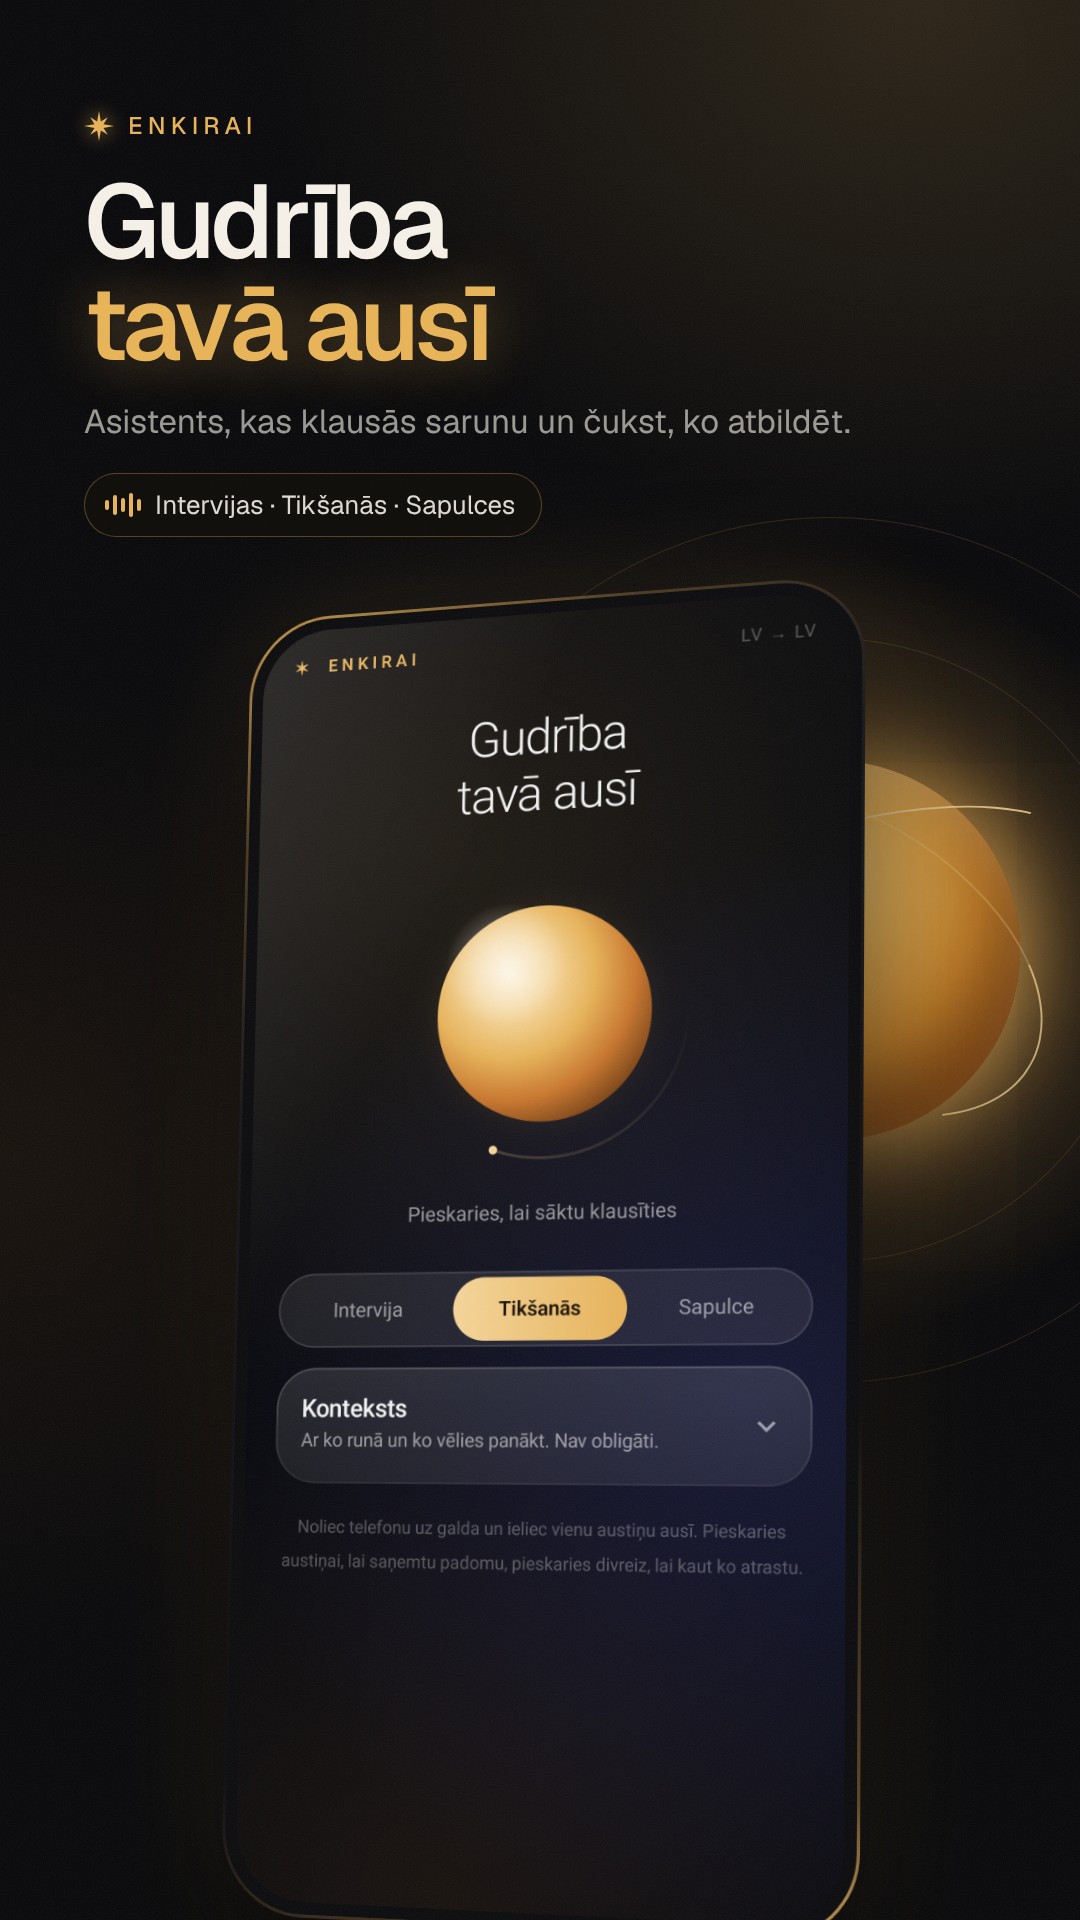 ENKIRAI
Gudrība
tavā ausī
Asistents, kas klausās sarunu un čukst, ko atbildēt.
Intervijas · Tikšanās · Sapulces
ENKIRAI
LV → LV
Gudrība
tavā ausī
Pieskaries, lai sāktu klausīties
Intervija
Tikšanās
Sapulce
Konteksts
Ar ko runā un ko vēlies panākt. Nav obligāti.
Noliec telefonu uz galda un ieliec vienu austiņu ausī. Pieskaries
austiņai, lai saņemtu padomu, pieskaries divreiz, lai kaut ko atrastu.